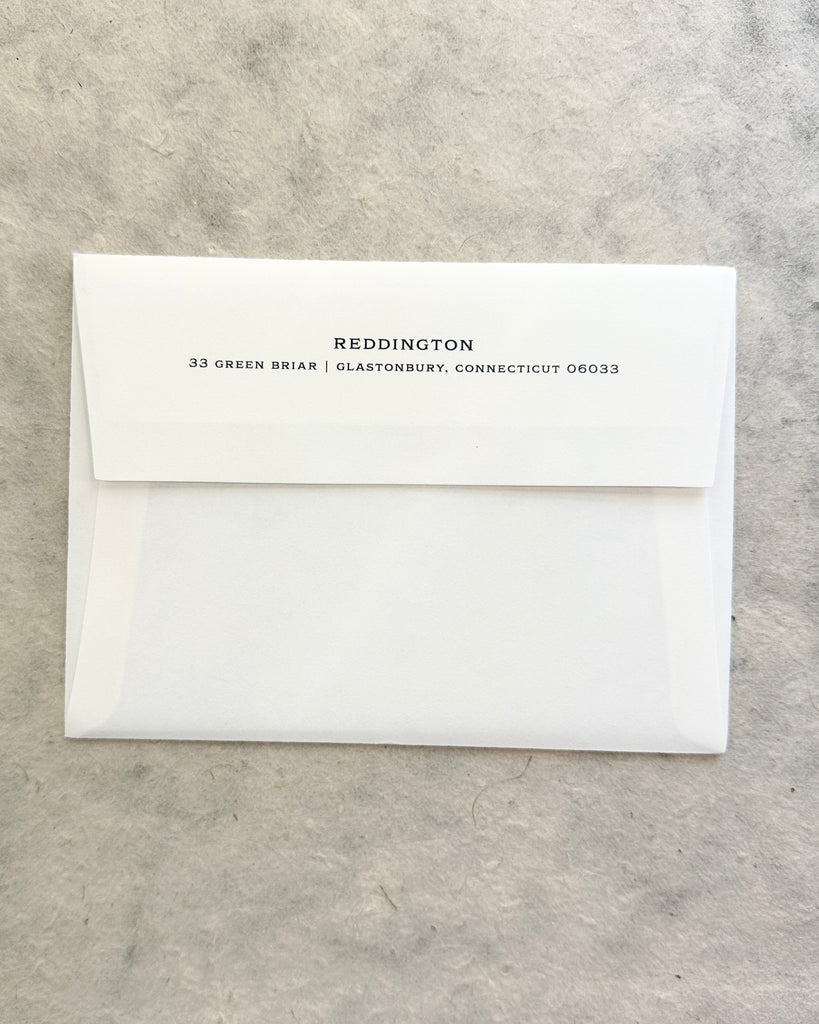 REDDINGTON
33 GREEN BRIAR | GLASTONBURY, CONNECTICUT 06033